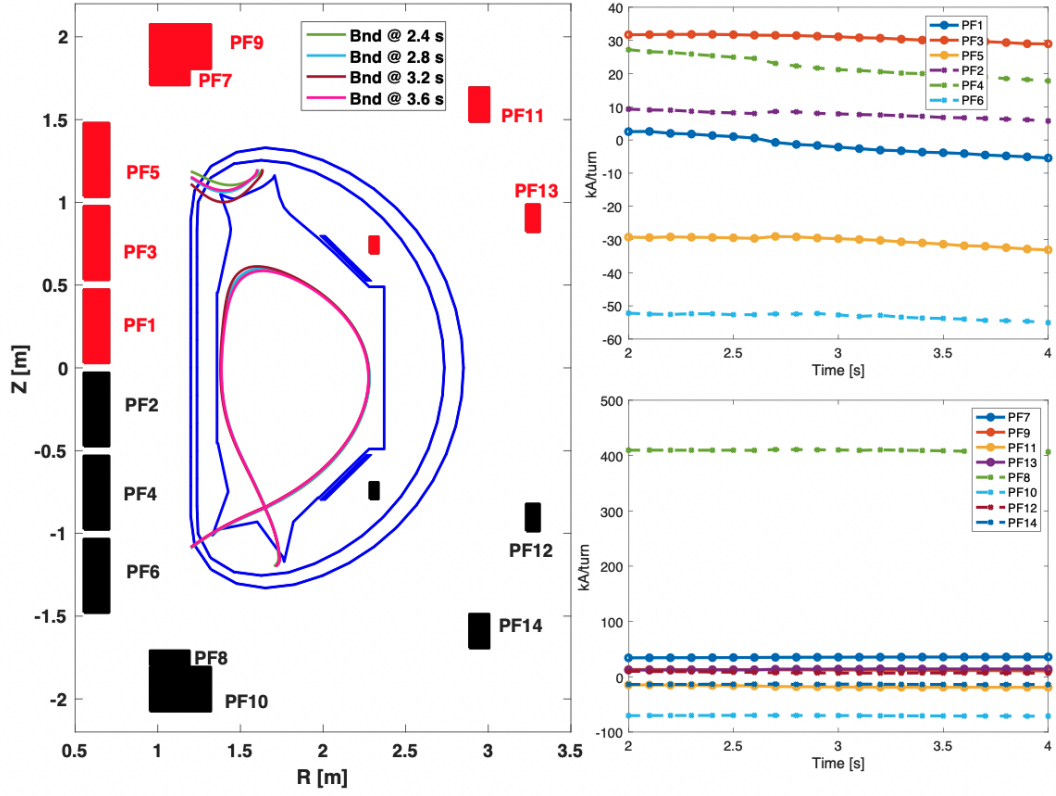 2
1.5
1
0.5
0
-0.5
-1
-1.5
-2
Z [m]
0.5 1 1.5 2 2.5 3 3.5
R [m]
PF9
PF7
PF11
PF5
PF13
PF3
PF1
PF2
PF4
PF6
PF12
PF14
PF8
PF10
Bnd @ 2.4 s
Bnd @ 2.8 s
Bnd @ 3.2 s
Bnd @ 3.6 s
40
30
20
10
0
-10
-20
-30
-40
-50
-60
kA/turn
2 2.5 3 3.5 4
Time [s]
PF1
PF3
PF5
PF2
PF4
PF6
500
400
300
200
100
0
-100
kA/turn
2 2.5 3 3.5 4
Time [s]
PF7
PF9
PF11
PF13
PF8
PF10
PF12
PF14